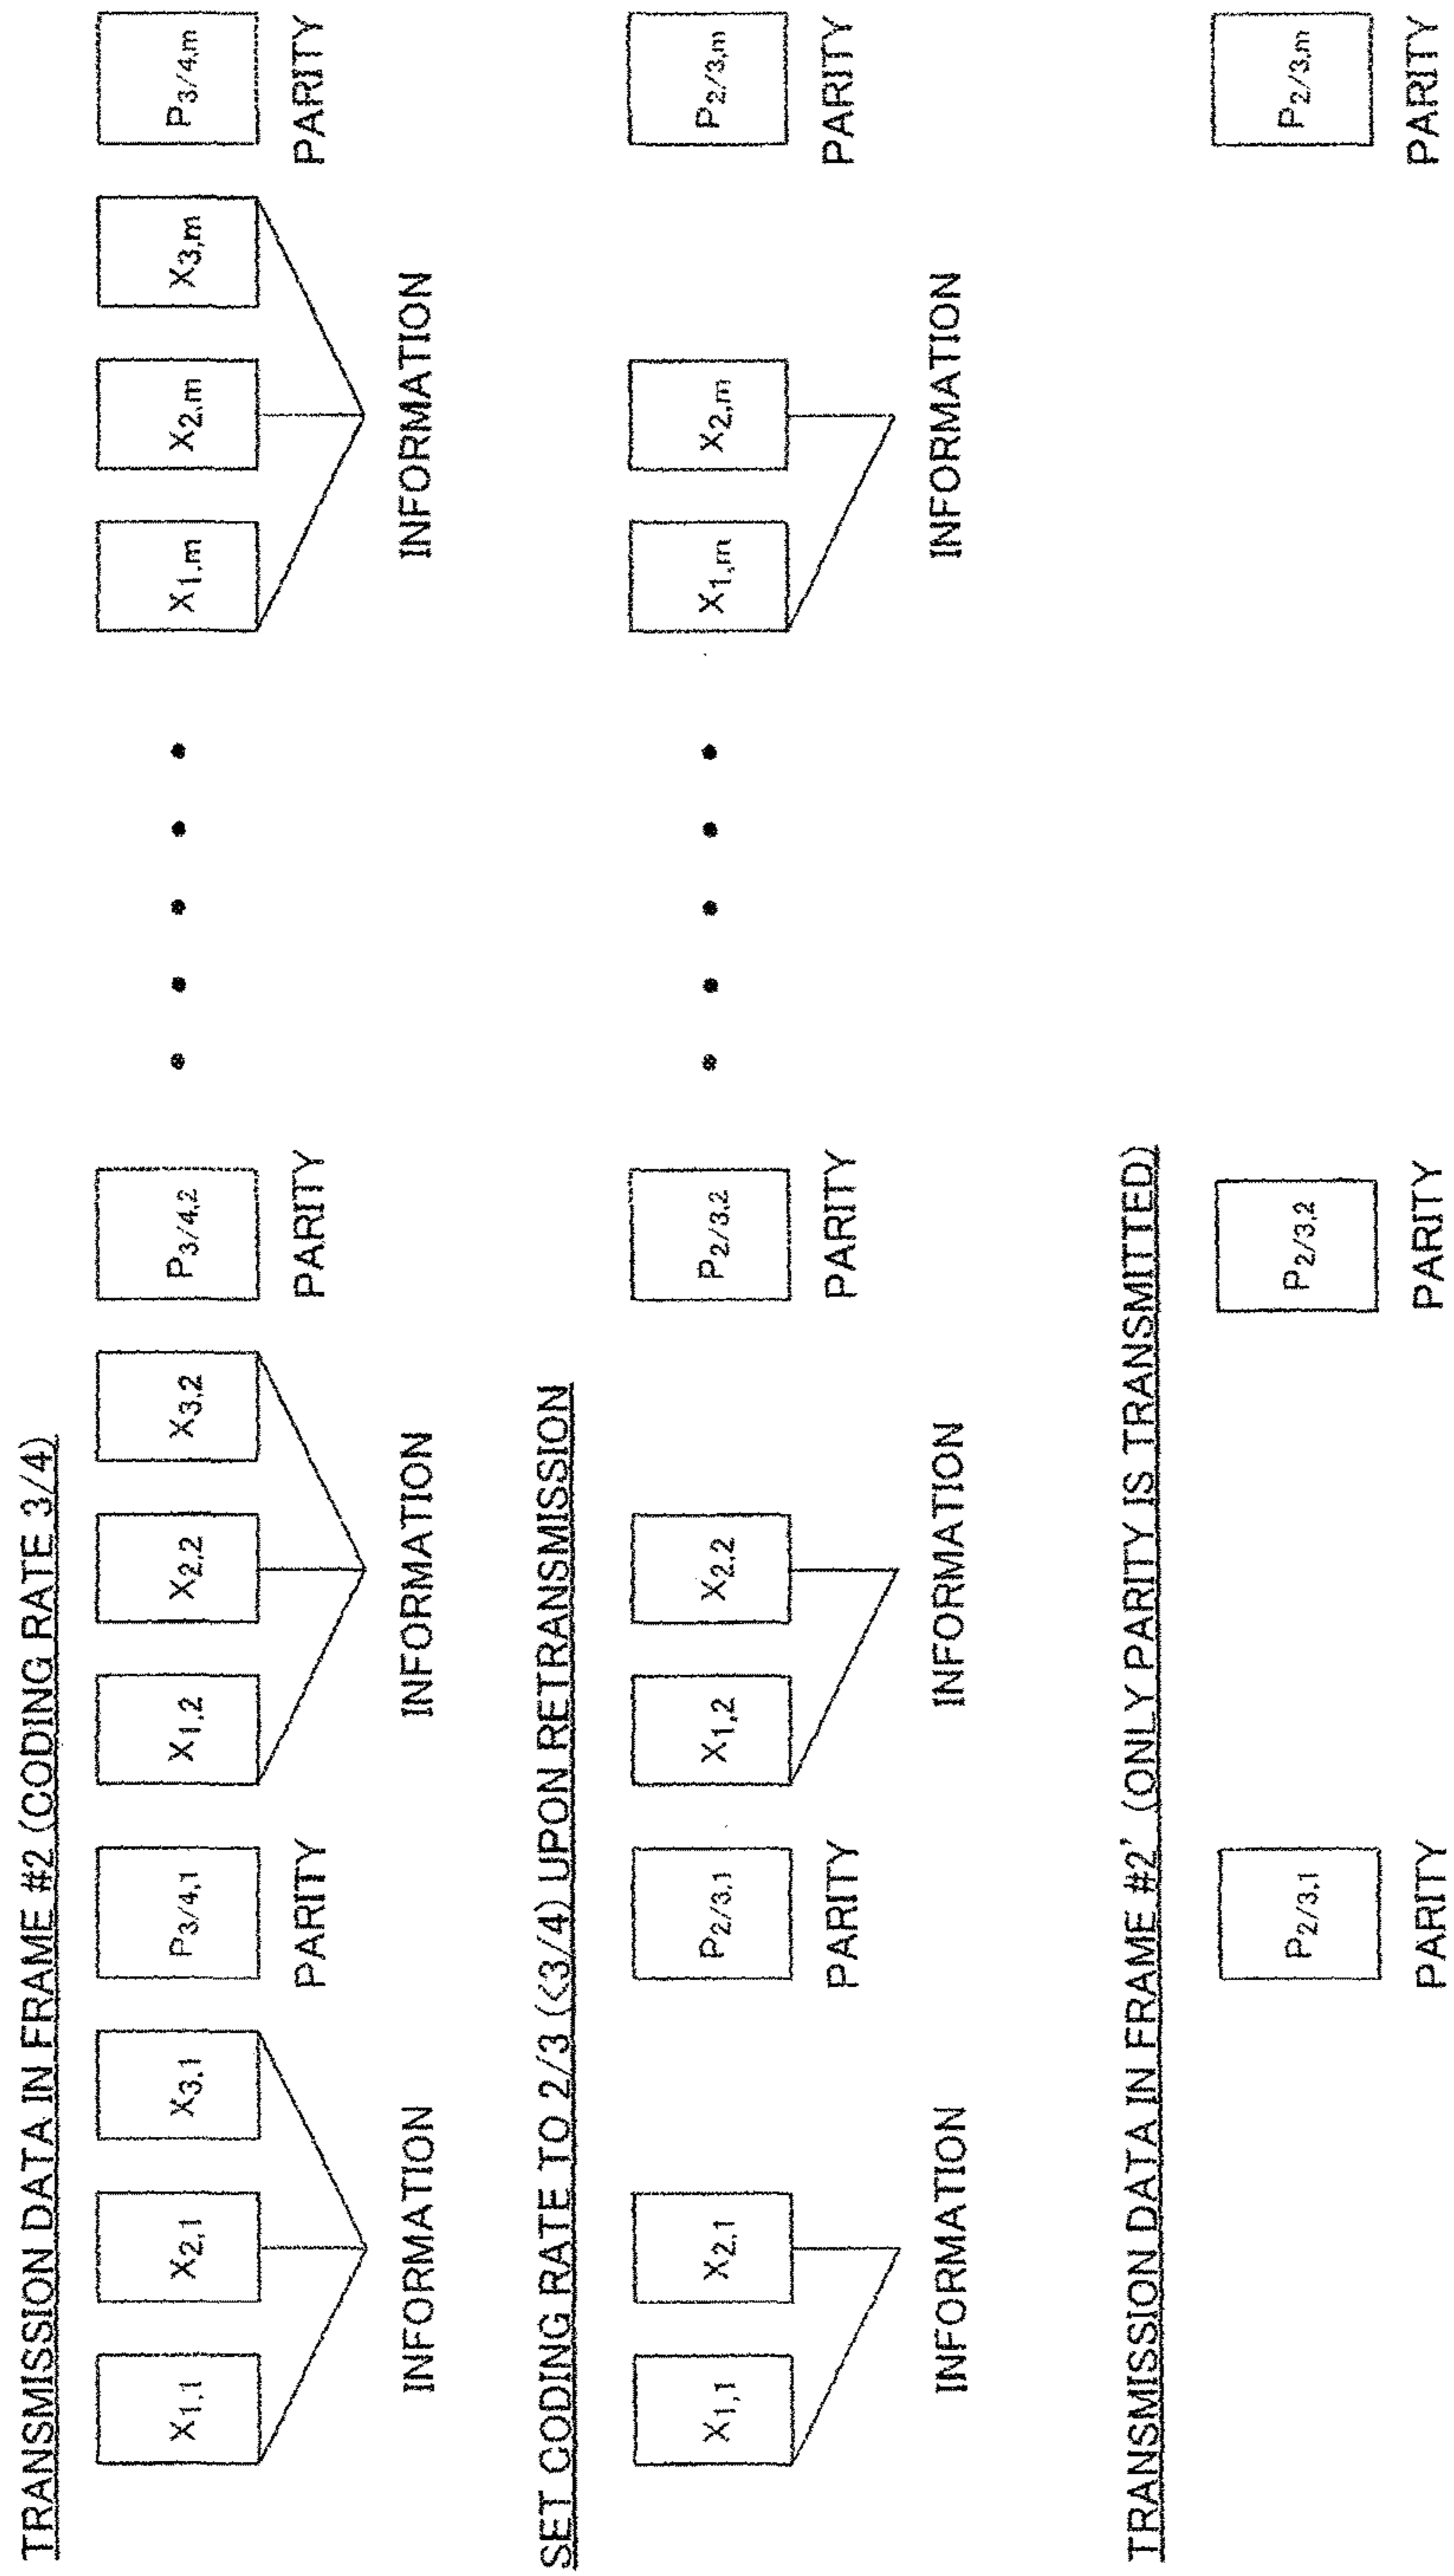 TRANSMISSION DATA IN FRAME #2 (CODING RATE 3/4)
X1,1 X2,1 X3,1 P3/4,1 X1,2 X2,2 X3,2 P3/4,2 X1,m X2,m X3,m P3/4,m
INFORMATION PARITY INFORMATION PARITY INFORMATION PARITY
SET CODING RATE TO 2/3 (<3/4) UPON RETRANSMISSION
X1,1 X2,1 P2/3,1 X1,2 X2,2 P2/3,2 X1,m X2,m P2/3,m
INFORMATION PARITY INFORMATION PARITY INFORMATION PARITY
TRANSMISSION DATA IN FRAME #2' (ONLY PARITY IS TRANSMITTED)
P2/3,1 P2/3,2 P2/3,m
PARITY PARITY PARITY